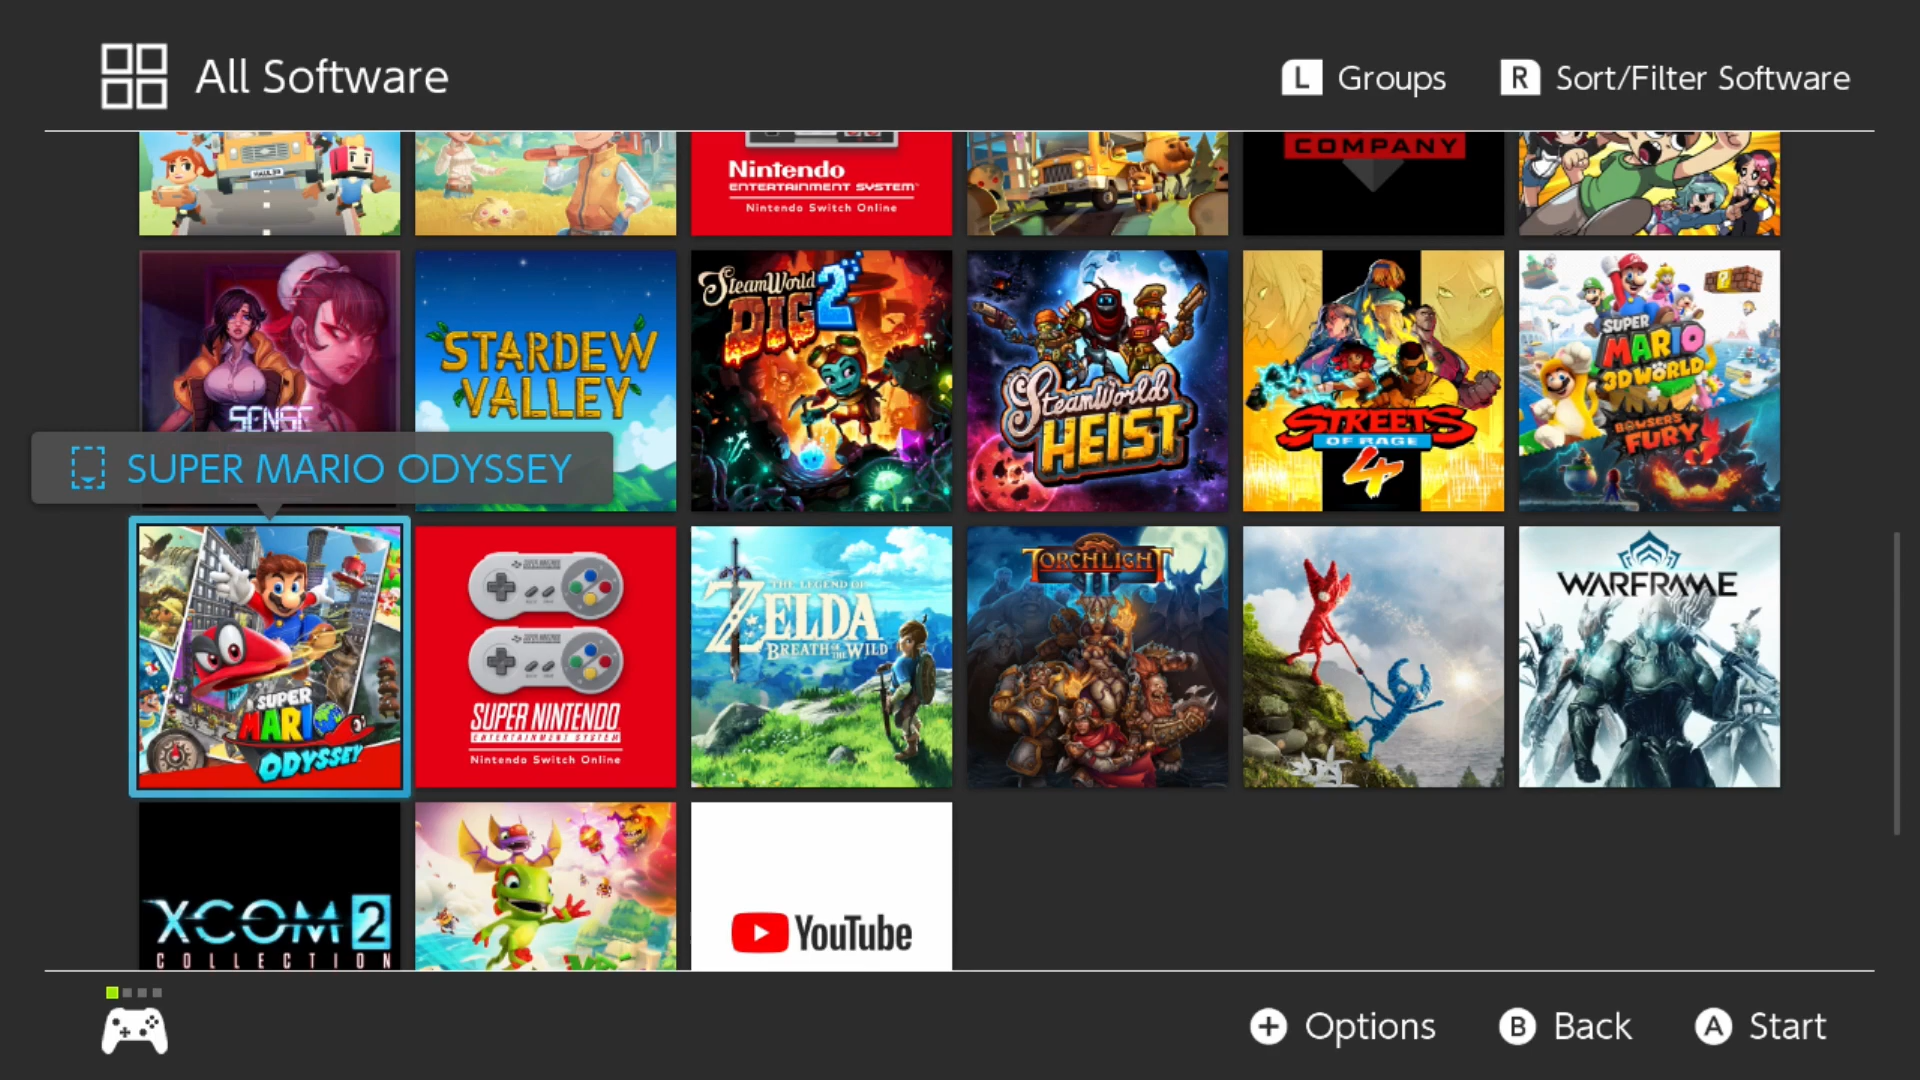 All Software
L Groups
R Sort/Filter Software
HAUL3R
Nintendo
ENTERTAINMENT SYSTEM™
Nintendo Switch Online
COMPANY
SENSE
STARDEW
VALLEY
SteamWorld
DIG 2
SteamWorld
HEIST
STREETS
OF RAGE
4
SUPER
MARIO
3D WORLD
BOWSER'S
FURY
SUPER MARIO ODYSSEY
SUPER
MARIO
ODYSSEY
SUPER NINTENDO
ENTERTAINMENT SYSTEM
Nintendo Switch Online
THE LEGEND OF
ZELDA
BREATH OF THE WILD
TORCHLIGHT
II
WARFRAME
XCOM 2
COLLECTION
YouTube
+ Options
B Back
A Start